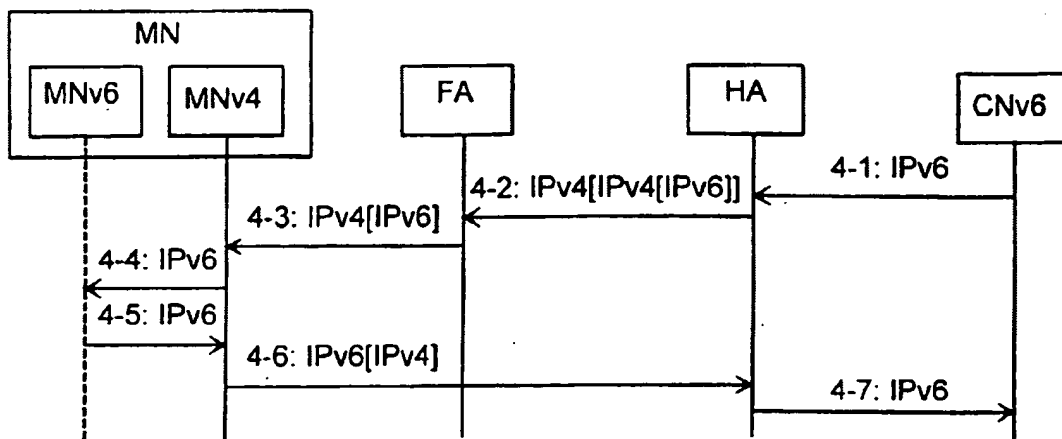 MN
MNv6
MNv4
FA
HA
CNv6
4-1: IPv6
4-2: IPv4[IPv4[IPv6]]
4-3: IPv4[IPv6]
4-4: IPv6
4-5: IPv6
4-6: IPv6[IPv4]
4-7: IPv6